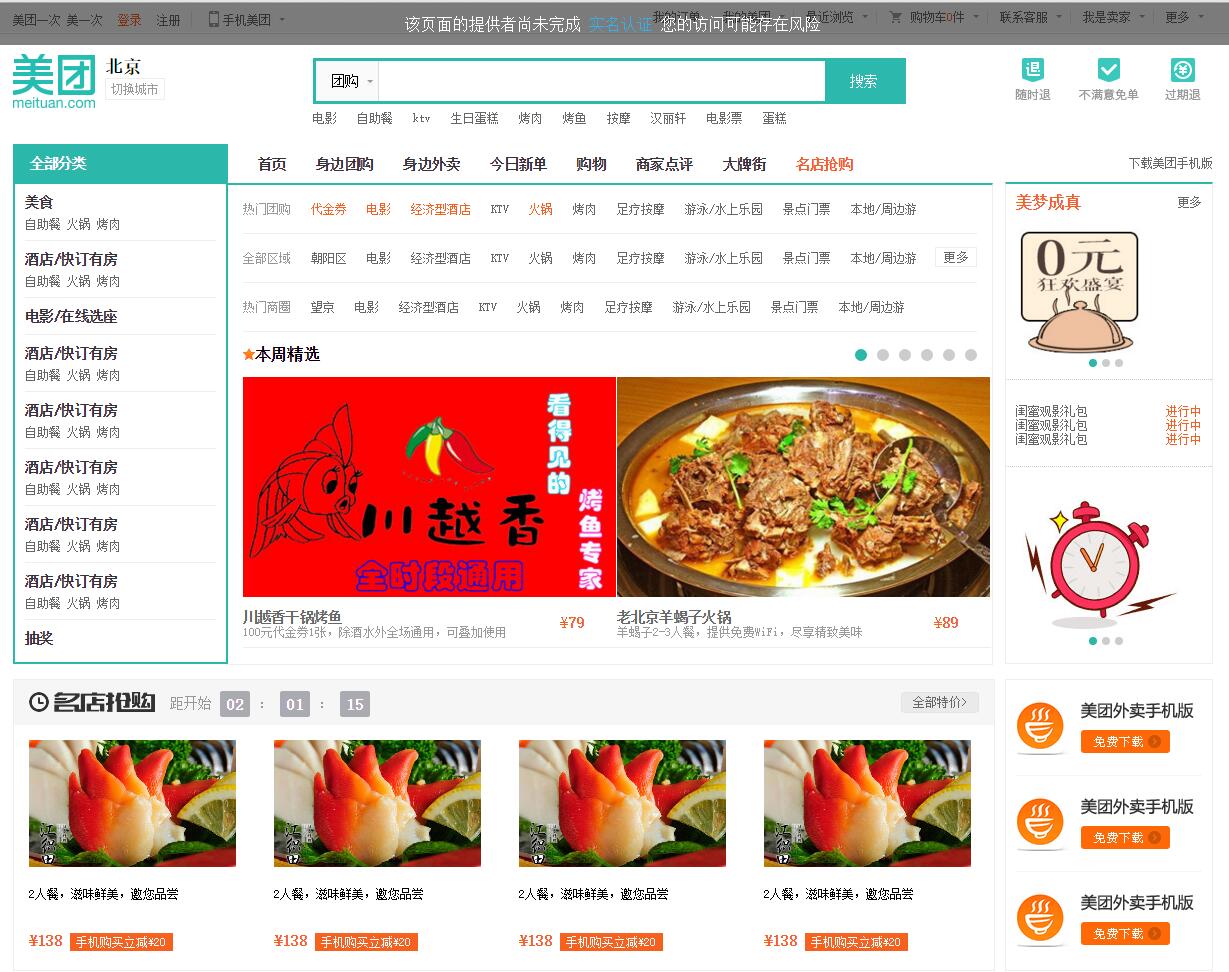 美团一次 美一次 登录 注册 手机美团 我的订单 我的美团 最近浏览 购物车0件 联系客服 我是卖家 更多
该页面的提供者尚未完成 实名认证 您的访问可能存在风险
美团
meituan.com
北京
切换城市
团购
搜索
电影 自助餐 ktv 生日蛋糕 烤肉 烤鱼 按摩 汉丽轩 电影票 蛋糕
退
随时退 不满意免单 过期退
全部分类
首页 身边团购 身边外卖 今日新单 购物 商家点评 大牌街 名店抢购
下载美团手机版
美食
自助餐 火锅 烤肉
酒店/快订有房
自助餐 火锅 烤肉
电影/在线选座
酒店/快订有房
自助餐 火锅 烤肉
酒店/快订有房
自助餐 火锅 烤肉
酒店/快订有房
自助餐 火锅 烤肉
酒店/快订有房
自助餐 火锅 烤肉
酒店/快订有房
自助餐 火锅 烤肉
抽奖
热门团购 代金券 电影 经济型酒店 KTV 火锅 烤肉 足疗按摩 游泳/水上乐园 景点门票 本地/周边游
全部区域 朝阳区 电影 经济型酒店 KTV 火锅 烤肉 足疗按摩 游泳/水上乐园 景点门票 本地/周边游 更多
热门商圈 望京 电影 经济型酒店 KTV 火锅 烤肉 足疗按摩 游泳/水上乐园 景点门票 本地/周边游
本周精选
看得见的
烤鱼专家
川越香
全时段通用
川越香干锅烤鱼
100元代金券1张，除酒水外全场通用，可叠加使用
¥79
老北京羊蝎子火锅
羊蝎子2-3人餐，提供免费WiFi，尽享精致美味
¥89
美梦成真 更多
0元
狂欢盛宴
闺蜜观影礼包 进行中
闺蜜观影礼包 进行中
闺蜜观影礼包 进行中
名店抢购 距开始 02 : 01 : 15 全部特价>
江御田
江御田
江御田
江御田
2人餐，滋味鲜美，邀您品尝
¥138 手机购买立减¥20
2人餐，滋味鲜美，邀您品尝
¥138 手机购买立减¥20
2人餐，滋味鲜美，邀您品尝
¥138 手机购买立减¥20
2人餐，滋味鲜美，邀您品尝
¥138 手机购买立减¥20
美团外卖手机版
免费下载
美团外卖手机版
免费下载
美团外卖手机版
免费下载